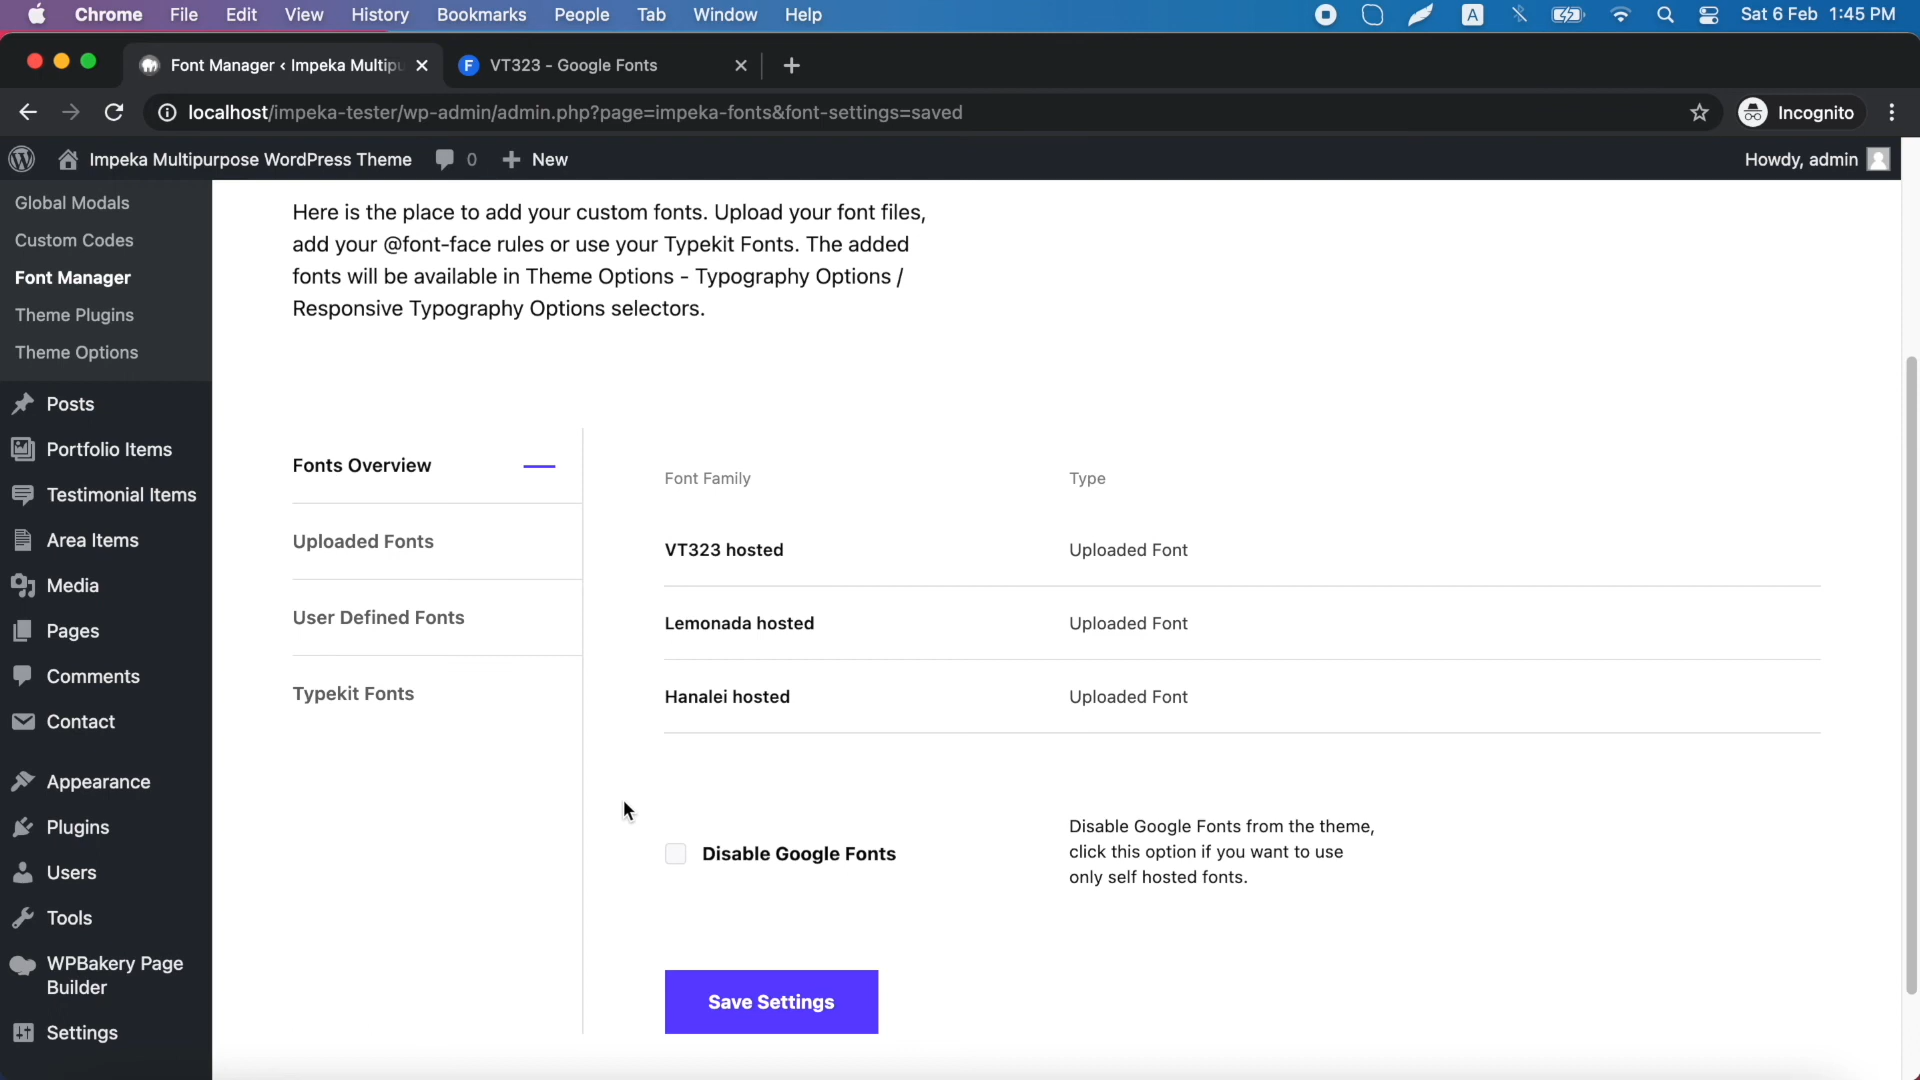 Chrome File Edit View History Bookmarks People Tab Window Help
A
Sat 6 Feb 1:45 PM
Font Manager ‹ Impeka Multipu
F VT323 - Google Fonts
localhost/impeka-tester/wp-admin/admin.php?page=impeka-fonts&font-settings=saved
Incognito
Impeka Multipurpose WordPress Theme 0 New
Howdy, admin
Global Modals
Custom Codes
Font Manager
Theme Plugins
Theme Options
Posts
Portfolio Items
Testimonial Items
Area Items
Media
Pages
Comments
Contact
Appearance
Plugins
Users
Tools
WPBakery Page
Builder
Settings
Here is the place to add your custom fonts. Upload your font files,
add your @font-face rules or use your Typekit Fonts. The added
fonts will be available in Theme Options - Typography Options /
Responsive Typography Options selectors.
Fonts Overview
Uploaded Fonts
User Defined Fonts
Typekit Fonts
Font Family Type
VT323 hosted Uploaded Font
Lemonada hosted Uploaded Font
Hanalei hosted Uploaded Font
Disable Google Fonts
Disable Google Fonts from the theme,
click this option if you want to use
only self hosted fonts.
Save Settings